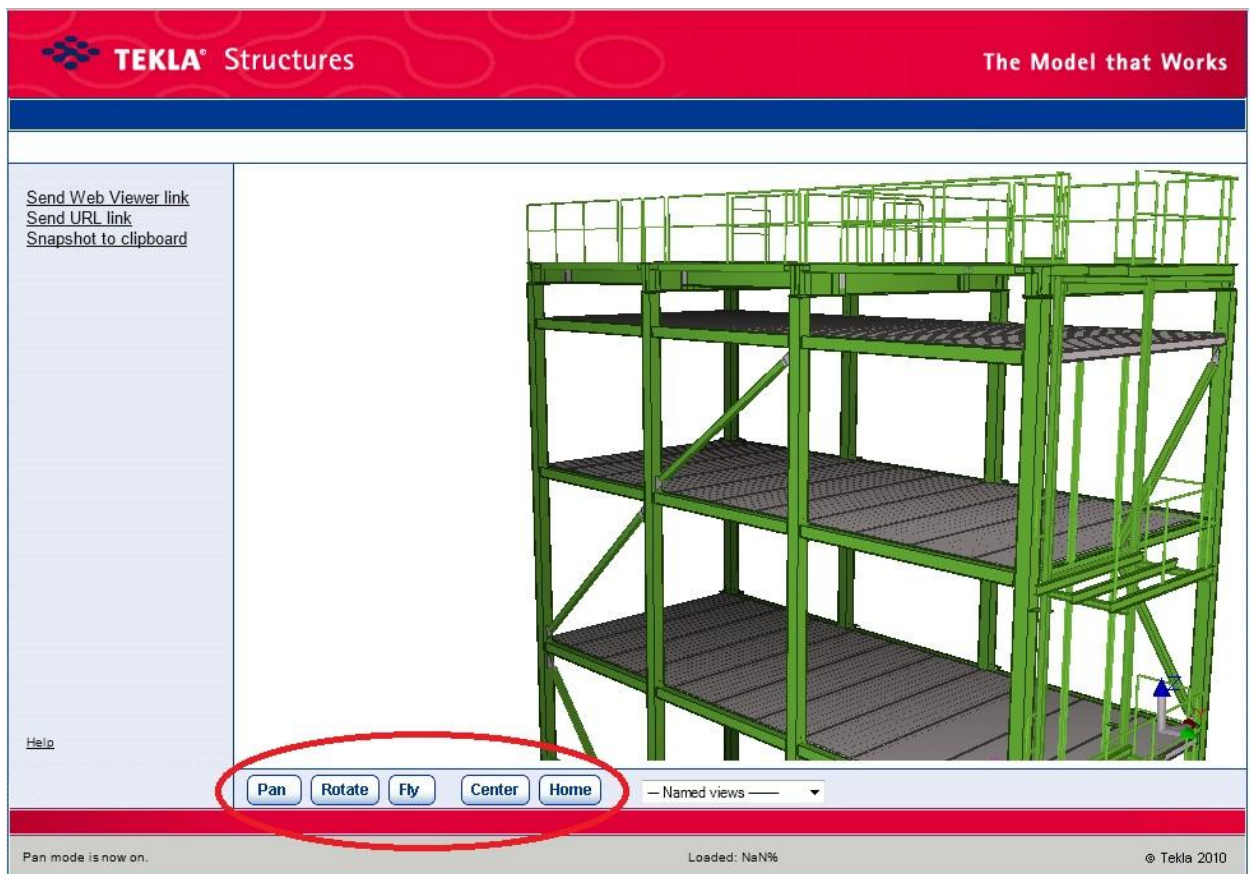 TEKLA® Structures
The Model that Works
Send Web Viewer link
Send URL link
Snapshot to clipboard
Z
Help
Pan Rotate Fly Center Home — Named views ——
Pan mode is now on. Loaded: NaN% © Tekla 2010